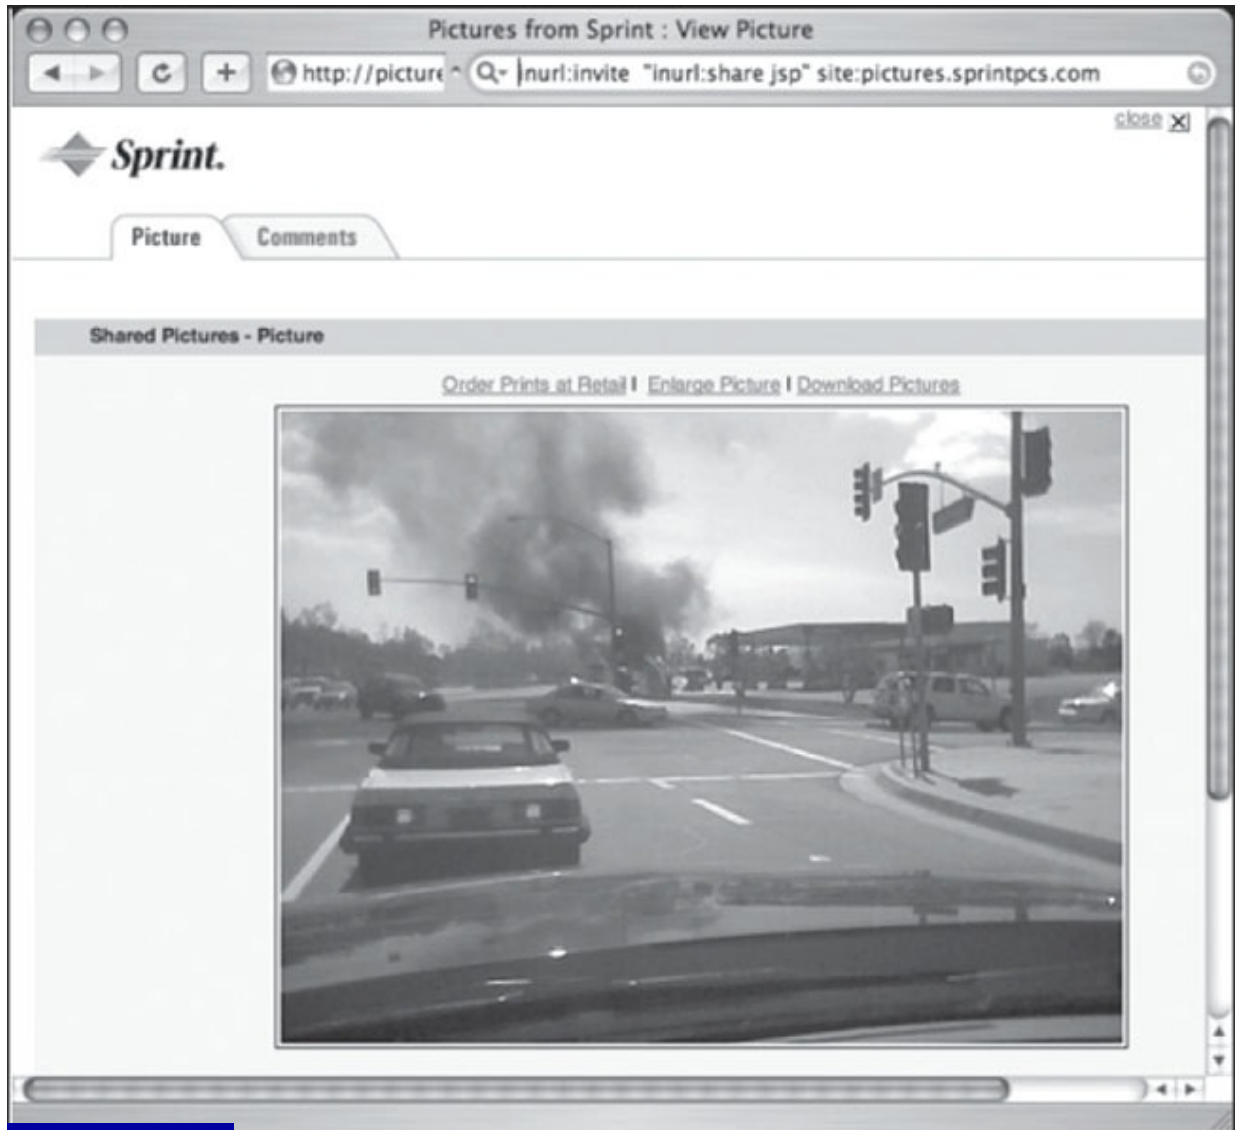 Pictures from Sprint : View Picture
http://picture inurl:invite "inurl:share jsp" site:pictures.sprintpcs.com
close
Sprint.
Picture Comments
Shared Pictures - Picture
Order Prints at Retail | Enlarge Picture | Download Pictures